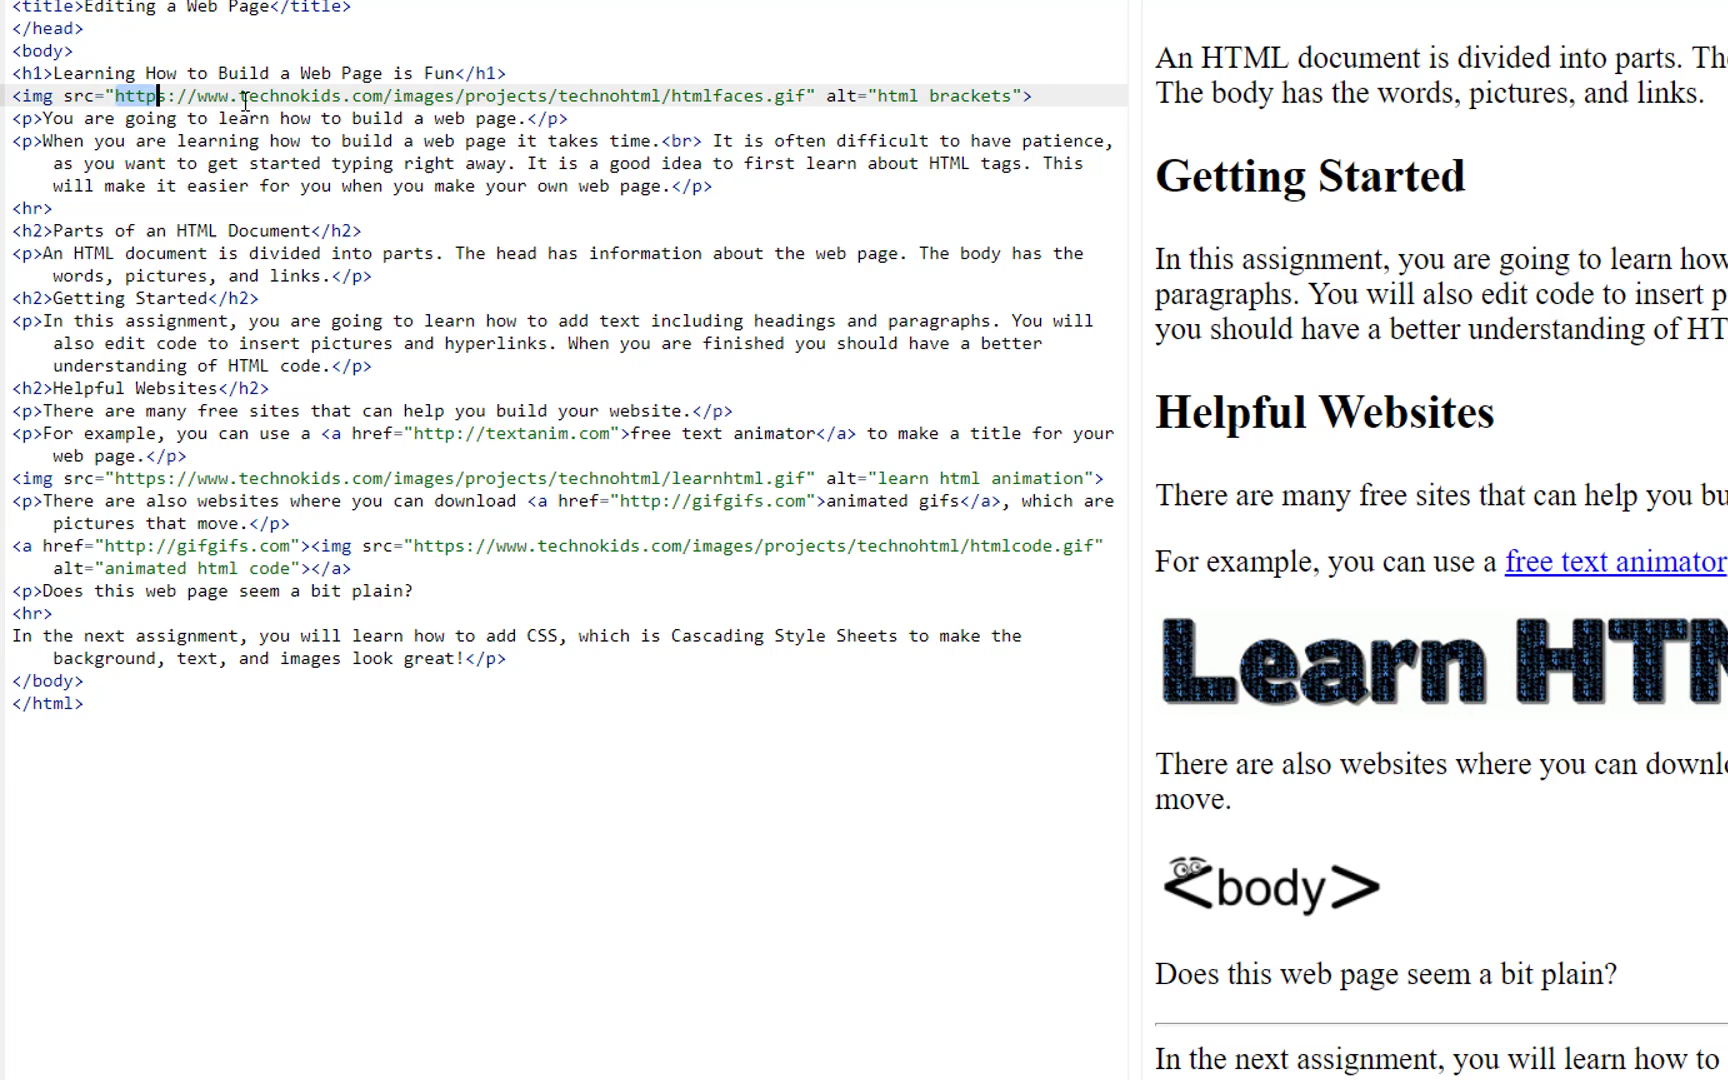 <title>Editing a Web Page</title>
</head>
<body>
<h1>Learning How to Build a Web Page is Fun</h1>
<img src="https://www.technokids.com/images/projects/technohtml/htmlfaces.gif" alt="html brackets">
<p>You are going to learn how to build a web page.</p>
<p>When you are learning how to build a web page it takes time.<br> It is often difficult to have patience,
as you want to get started typing right away. It is a good idea to first learn about HTML tags. This
will make it easier for you when you make your own web page.</p>
<hr>
<h2>Parts of an HTML Document</h2>
<p>An HTML document is divided into parts. The head has information about the web page. The body has the
words, pictures, and links.</p>
<h2>Getting Started</h2>
<p>In this assignment, you are going to learn how to add text including headings and paragraphs. You will
also edit code to insert pictures and hyperlinks. When you are finished you should have a better
understanding of HTML code.</p>
<h2>Helpful Websites</h2>
<p>There are many free sites that can help you build your website.</p>
<p>For example, you can use a <a href="http://textanim.com">free text animator</a> to make a title for your
web page.</p>
<img src="https://www.technokids.com/images/projects/technohtml/learnhtml.gif" alt="learn html animation">
<p>There are also websites where you can download <a href="http://gifgifs.com">animated gifs</a>, which are
pictures that move.</p>
<a href="http://gifgifs.com"><img src="https://www.technokids.com/images/projects/technohtml/htmlcode.gif"
alt="animated html code"></a>
<p>Does this web page seem a bit plain?
<hr>
In the next assignment, you will learn how to add CSS, which is Cascading Style Sheets to make the
background, text, and images look great!</p>
</body>
</html>
An HTML document is divided into parts. The
The body has the words, pictures, and links.
Getting Started
In this assignment, you are going to learn how
paragraphs. You will also edit code to insert p
you should have a better understanding of HT
Helpful Websites
There are many free sites that can help you bu
For example, you can use a free text animator
Learn HTM
There are also websites where you can downlo
move.
<body>
Does this web page seem a bit plain?
In the next assignment, you will learn how to